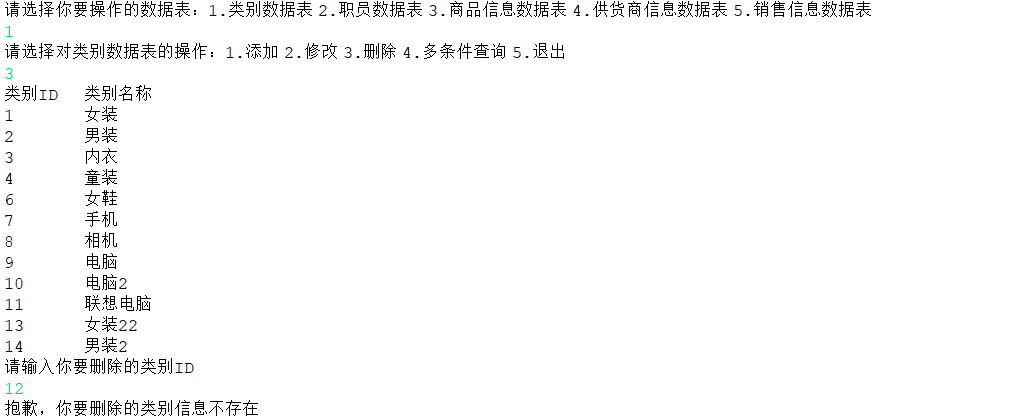 请选择你要操作的数据表：1.类别数据表 2.职员数据表 3.商品信息数据表 4.供货商信息数据表 5.销售信息数据表
1
请选择对类别数据表的操作：1.添加 2.修改 3.删除 4.多条件查询 5.退出
3
类别ID 类别名称
1 女装
2 男装
3 内衣
4 童装
6 女鞋
7 手机
8 相机
9 电脑
10 电脑2
11 联想电脑
13 女装22
14 男装2
请输入你要删除的类别ID
12
抱歉，你要删除的类别信息不存在